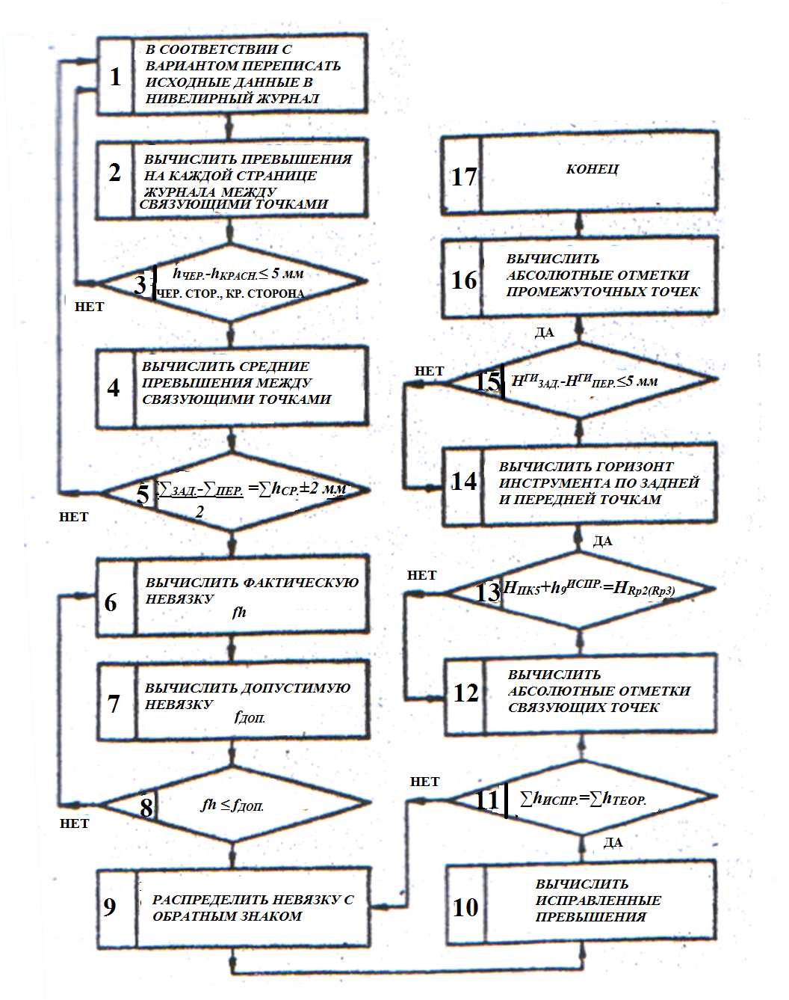 1
В СООТВЕТСТВИИ С
ВАРИАНТОМ ПЕРЕПИСАТЬ
ИСХОДНЫЕ ДАННЫЕ В
НИВЕЛИРНЫЙ ЖУРНАЛ
2
ВЫЧИСЛИТЬ ПРЕВЫШЕНИЯ
НА КАЖДОЙ СТРАНИЦЕ
ЖУРНАЛА МЕЖДУ
СВЯЗУЮЩИМИ ТОЧКАМИ
3
hЧЕР.-hКРАСН.≤ 5 мм
ЧЕР. СТОР., КР. СТОРОНА
НЕТ
4
ВЫЧИСЛИТЬ СРЕДНИЕ
ПРЕВЫШЕНИЯ МЕЖДУ
СВЯЗУЮЩИМИ ТОЧКАМИ
5
∑ЗАД.-∑ПЕР. =∑hСР.±2 мм
2
НЕТ
6
ВЫЧИСЛИТЬ ФАКТИЧЕСКУЮ
НЕВЯЗКУ
fh
7
ВЫЧИСЛИТЬ ДОПУСТИМУЮ
НЕВЯЗКУ
fДОП.
8
fh ≤ fДОП.
НЕТ
9
РАСПРЕДЕЛИТЬ НЕВЯЗКУ С
ОБРАТНЫМ ЗНАКОМ
17
КОНЕЦ
16
ВЫЧИСЛИТЬ
АБСОЛЮТНЫЕ ОТМЕТКИ
ПРОМЕЖУТОЧНЫХ ТОЧЕК
ДА
НЕТ
15
HГИЗАД.-HГИПЕР.≤5 мм
14
ВЫЧИСЛИТЬ ГОРИЗОНТ
ИНСТРУМЕНТА ПО ЗАДНЕЙ
И ПЕРЕДНЕЙ ТОЧКАМ
ДА
НЕТ
13
HПК5+h9ИСПР.=HRp2(Rp3)
12
ВЫЧИСЛИТЬ
АБСОЛЮТНЫЕ ОТМЕТКИ
СВЯЗУЮЩИХ ТОЧЕК
НЕТ
11
∑hИСПР.=∑hТЕОР.
ДА
10
ВЫЧИСЛИТЬ
ИСПРАВЛЕННЫЕ
ПРЕВЫШЕНИЯ